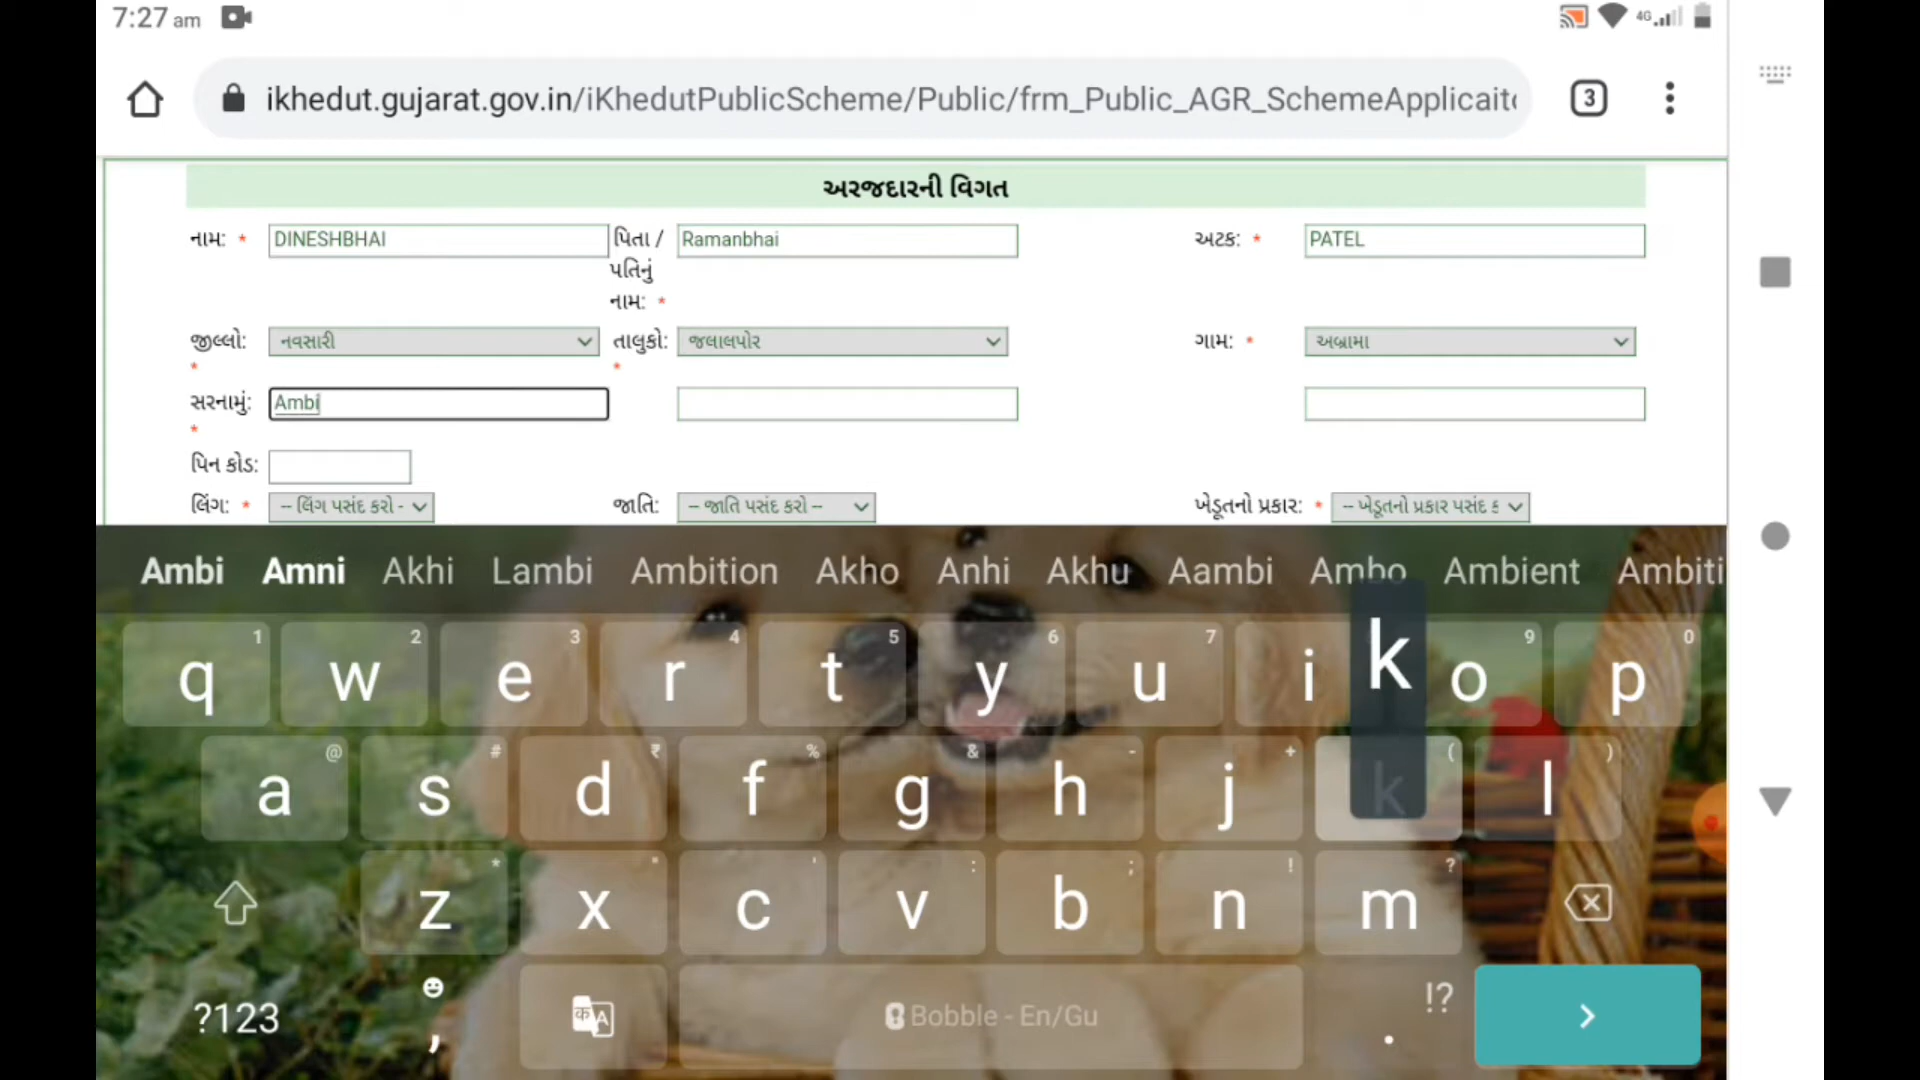 7:27 am 4G
ikhedut.gujarat.gov.in/iKhedutPublicScheme/Public/frm_Public_AGR_SchemeApplicait 3
અરજદારની વિગત
નામ: * DINESHBHAI પિતા / પતિનું નામ: * Ramanbhai અટક: * PATEL
જીલ્લો: * નવસારી તાલુકો: * જલાલપોર ગામ: * અબ્રામા
સરનામું: * Ambi
પિન કોડ:
લિંગ: * -- લિંગ પસંદ કરો - જાતિ: -- જાતિ પસંદ કરો -- ખેડૂતનો પ્રકાર: * -- ખેડૂતનો પ્રકાર પસંદ ક
Ambi Amni Akhi Lambi Ambition Akho Anhi Akhu Aambi Ambo Ambient Ambiti
1 2 3 4 5 6 7 9 0
q w e r t y u i k o p
@ # ₹ % & - + ( )
a s d f g h j k l
* " ' : ; ! ?
z x c v b n m
?123 , क A Bobble - En/Gu . !?